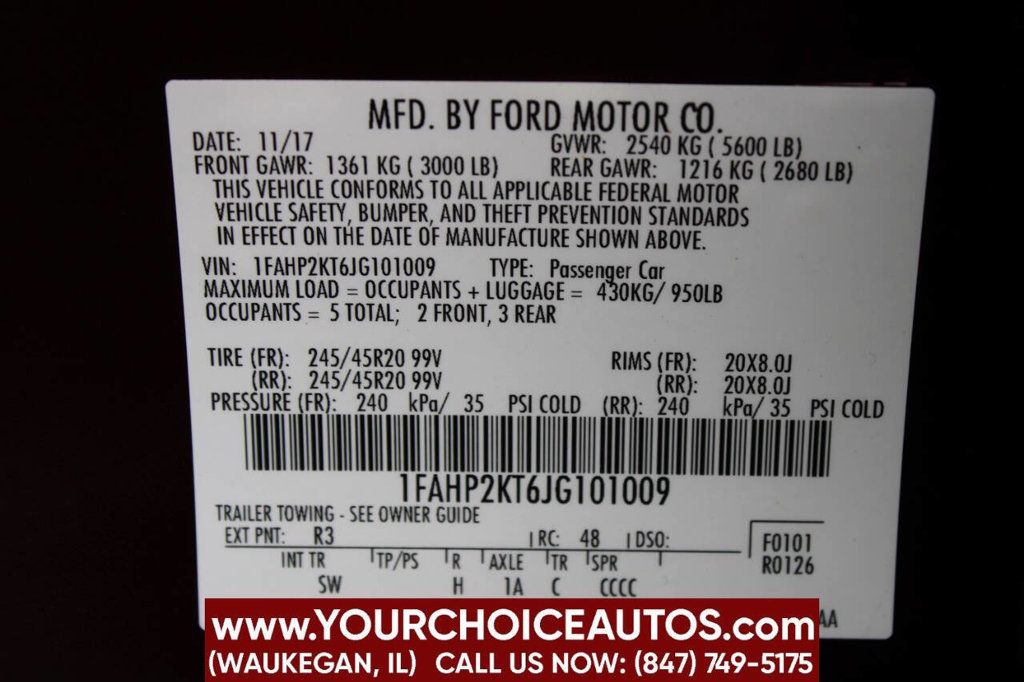 MFD. BY FORD MOTOR CO.
DATE: 11/17 GVWR: 2540 KG ( 5600 LB)
FRONT GAWR: 1361 KG ( 3000 LB) REAR GAWR: 1216 KG ( 2680 LB)
THIS VEHICLE CONFORMS TO ALL APPLICABLE FEDERAL MOTOR
VEHICLE SAFETY, BUMPER, AND THEFT PREVENTION STANDARDS
IN EFFECT ON THE DATE OF MANUFACTURE SHOWN ABOVE.
VIN: 1FAHP2KT6JG101009 TYPE: Passenger Car
MAXIMUM LOAD = OCCUPANTS + LUGGAGE = 430KG/ 950LB
OCCUPANTS = 5 TOTAL; 2 FRONT, 3 REAR
TIRE (FR): 245/45R20 99V RIMS (FR): 20X8.0J
(RR): 245/45R20 99V (RR): 20X8.0J
PRESSURE (FR): 240 kPa/ 35 PSI COLD (RR): 240 kPa/ 35 PSI COLD
1FAHP2KT6JG101009
TRAILER TOWING - SEE OWNER GUIDE
EXT PNT: R3 RC: 48 DSO: F0101
INT TR TP/PS R AXLE TR SPR R0126
SW H 1A C CCCC
AA
www.YOURCHOICEAUTOS.com
(WAUKEGAN, IL) CALL US NOW: (847) 749-5175